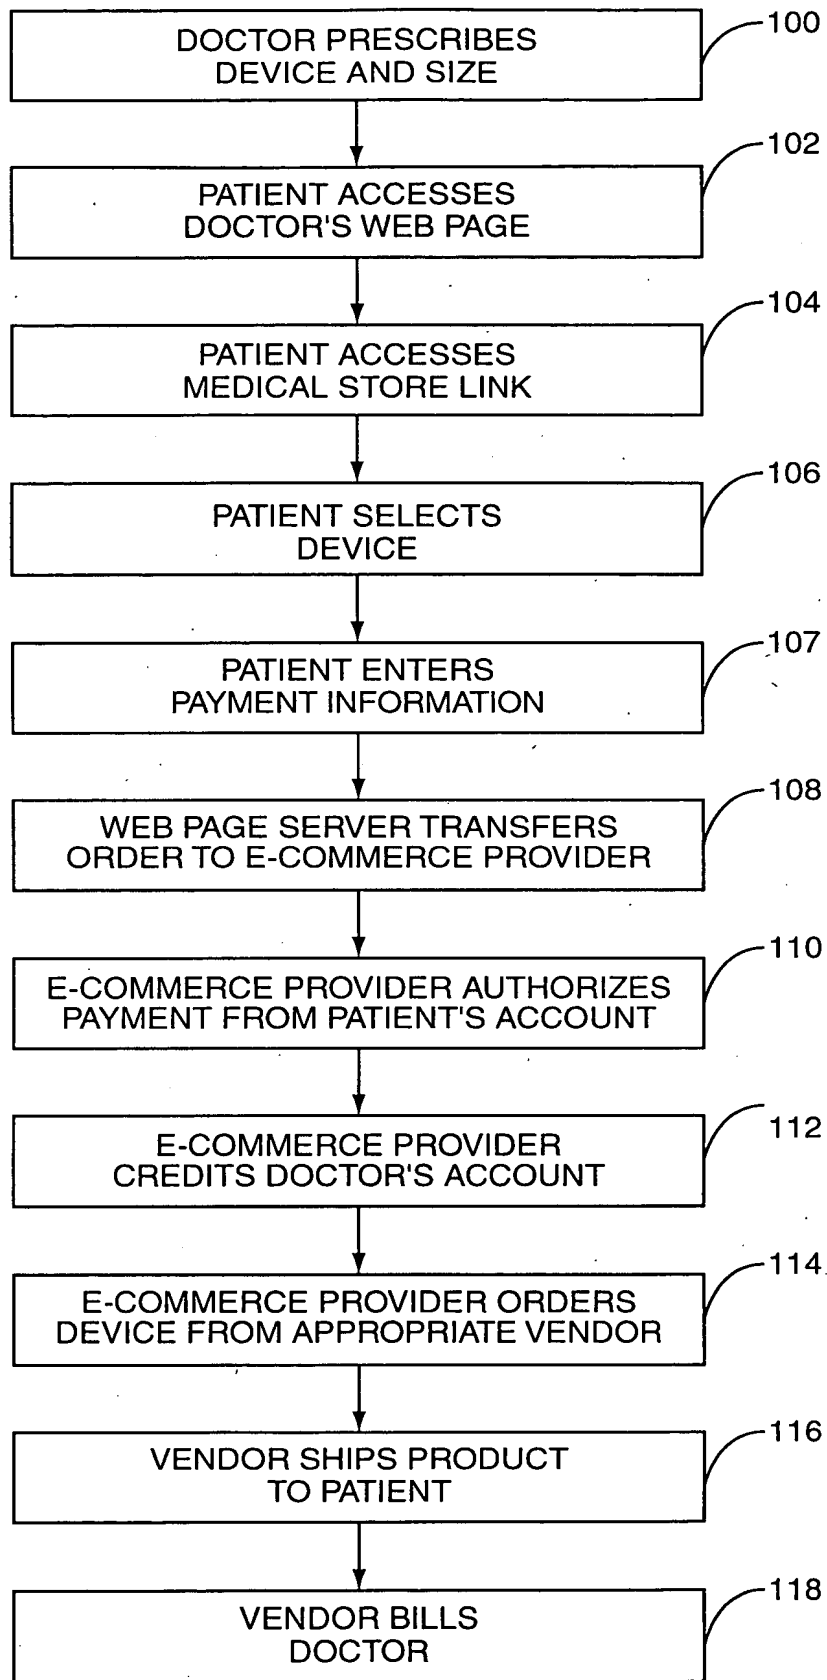 DOCTOR PRESCRIBES
DEVICE AND SIZE
100
PATIENT ACCESSES
DOCTOR'S WEB PAGE
102
PATIENT ACCESSES
MEDICAL STORE LINK
104
PATIENT SELECTS
DEVICE
106
PATIENT ENTERS
PAYMENT INFORMATION
107
WEB PAGE SERVER TRANSFERS
ORDER TO E-COMMERCE PROVIDER
108
E-COMMERCE PROVIDER AUTHORIZES
PAYMENT FROM PATIENT'S ACCOUNT
110
E-COMMERCE PROVIDER
CREDITS DOCTOR'S ACCOUNT
112
E-COMMERCE PROVIDER ORDERS
DEVICE FROM APPROPRIATE VENDOR
114
VENDOR SHIPS PRODUCT
TO PATIENT
116
VENDOR BILLS
DOCTOR
118